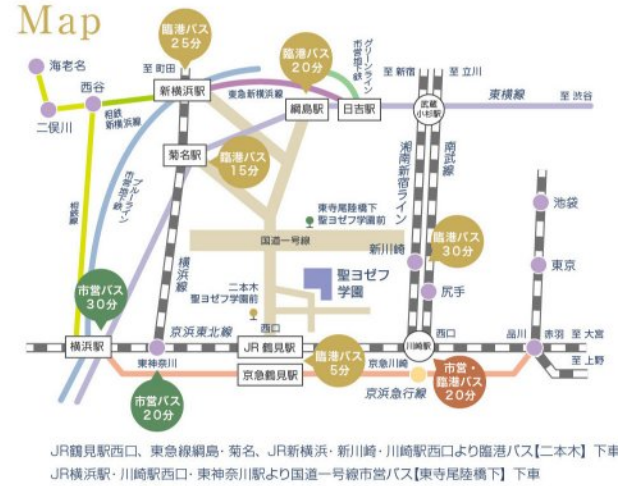 Map
臨港バス
25分
海老名
至 町田
臨港バス
20分
グリーンライン
市営地下鉄
至 新宿
至 立川
西谷
新横浜駅
東急新横浜線
相鉄
新横浜線
二俣川
綱島駅
日吉駅
武蔵
小杉駅
東横線
至 渋谷
菊名駅
臨港バス
15分
ブルーライン
市営地下鉄
相鉄線
横浜線
湘南新宿ライン
南武線
東寺尾陸橋下
聖ヨゼフ学園前
国道一号線
池袋
新川崎
臨港バス
30分
東京
市営バス
30分
二本木
聖ヨゼフ学園前
聖ヨゼフ
学園
尻手
京浜東北線
西口
西口
品川
赤羽
至 大宮
横浜駅
JR 鶴見駅
川崎駅
至 上野
東神奈川
京急鶴見駅
臨港バス
5分
京急川崎
京浜急行線
市営・
臨港バス
20分
市営バス
20分
JR鶴見駅西口、東急線綱島・菊名、JR新横浜・新川崎・川崎駅西口より臨港バス【二本木】下車
JR横浜駅・川崎駅西口・東神奈川駅より国道一号線市営バス【東寺尾陸橋下】下車